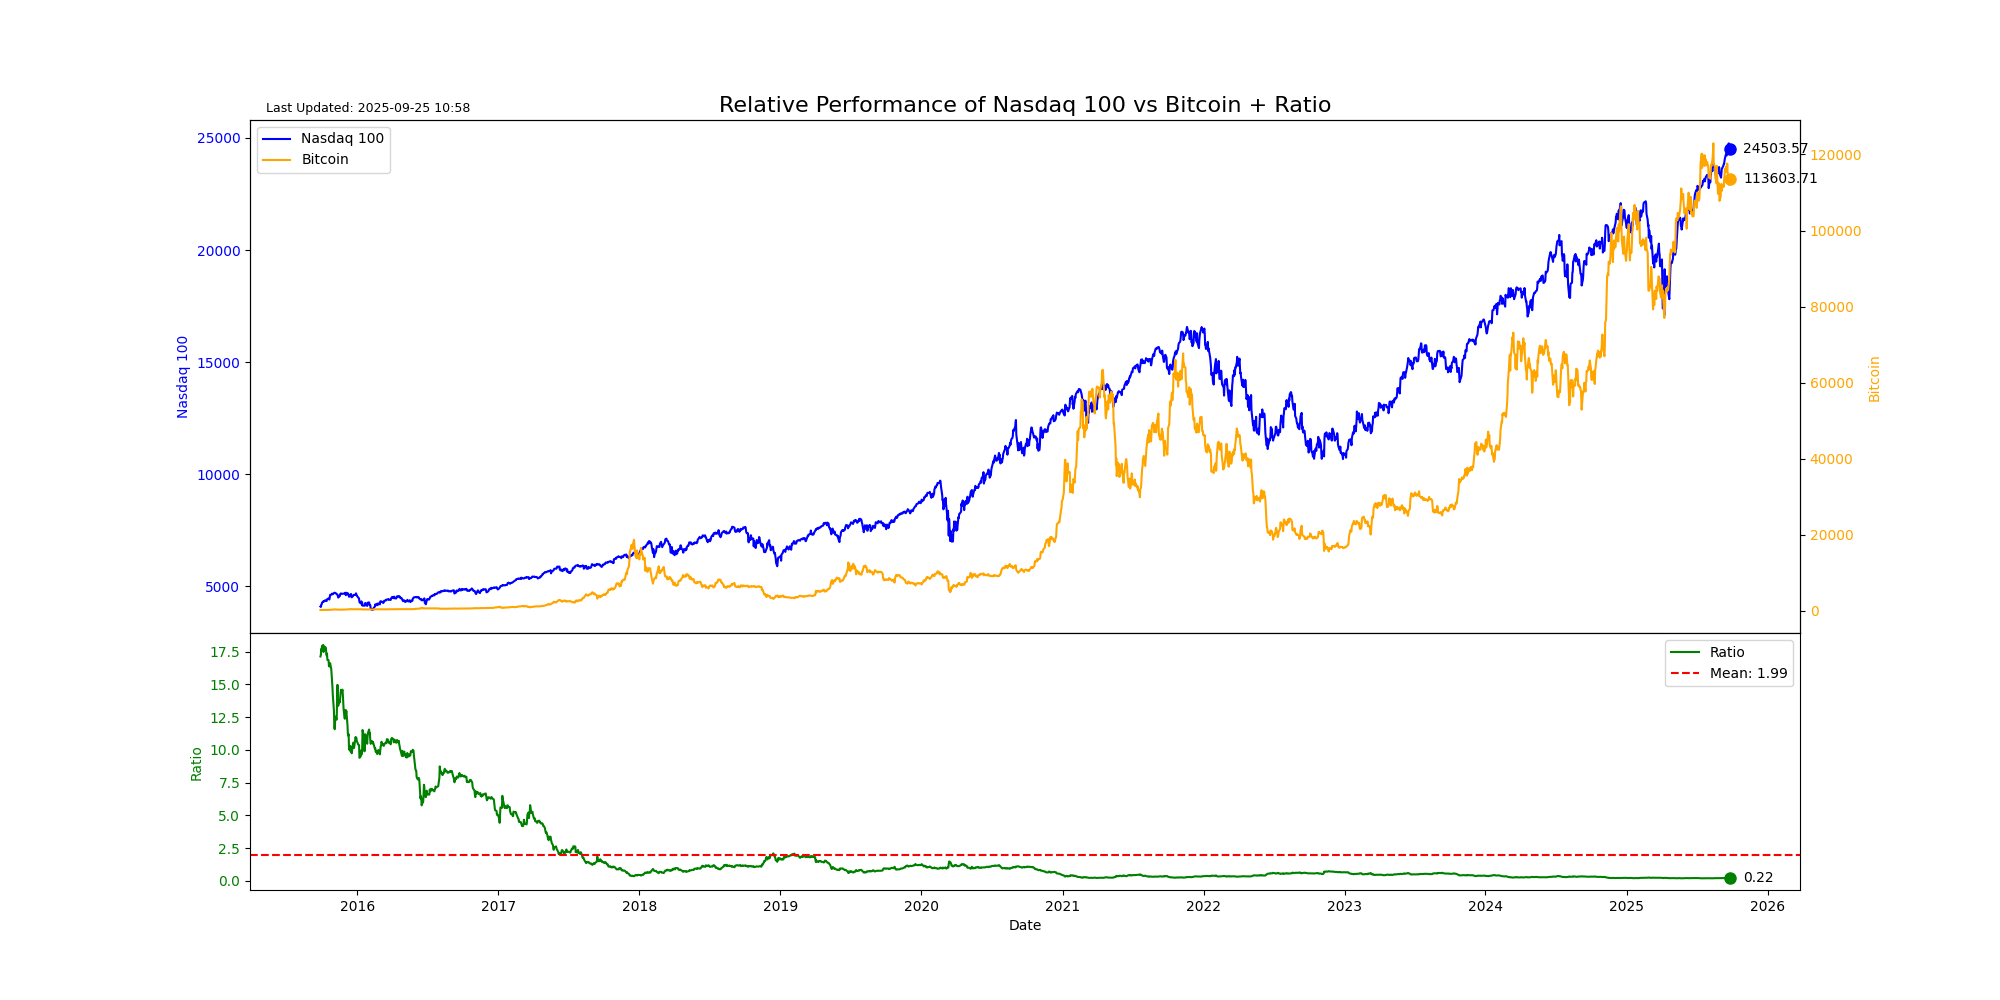 Last Updated: 2025-09-25 10:58
Relative Performance of Nasdaq 100 vs Bitcoin + Ratio
Nasdaq 100
Bitcoin
25000
20000
15000
10000
5000
Nasdaq 100
24503.57
113603.71
120000
100000
80000
60000
40000
20000
0
Bitcoin
17.5
15.0
12.5
10.0
7.5
5.0
2.5
0.0
Ratio
Ratio
Mean: 1.99
0.22
2016 2017 2018 2019 2020 2021 2022 2023 2024 2025 2026
Date